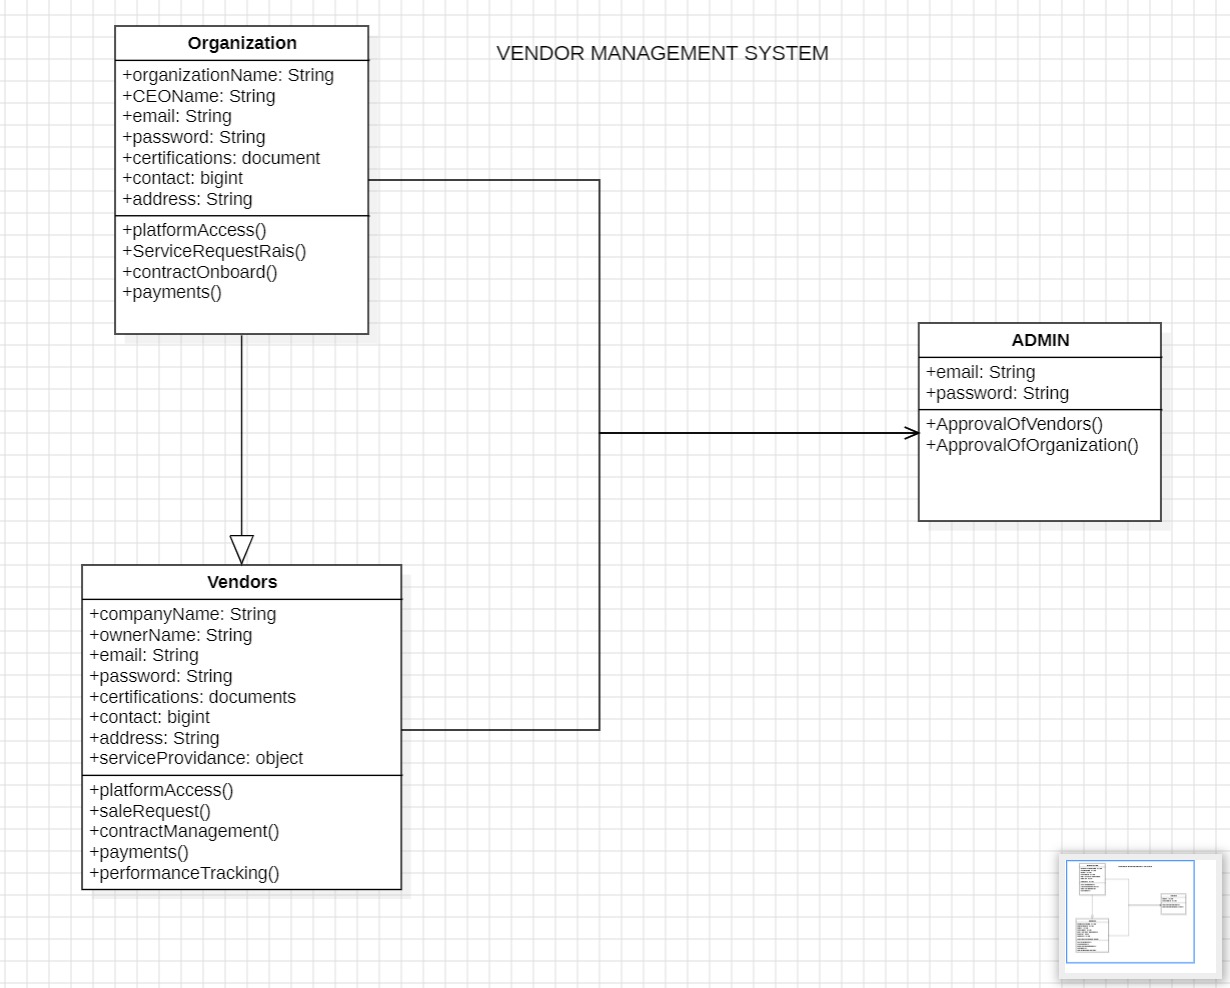 Organization
+organizationName: String
+CEOName: String
+email: String
+password: String
+certifications: document
+contact: bigint
+address: String
+platformAccess()
+ServiceRequestRais()
+contractOnboard()
+payments()
VENDOR MANAGEMENT SYSTEM
ADMIN
+email: String
+password: String
+ApprovalOfVendors()
+ApprovalOfOrganization()
Vendors
+companyName: String
+ownerName: String
+email: String
+password: String
+certifications: documents
+contact: bigint
+address: String
+serviceProvidance: object
+platformAccess()
+saleRequest()
+contractManagement()
+payments()
+performanceTracking()